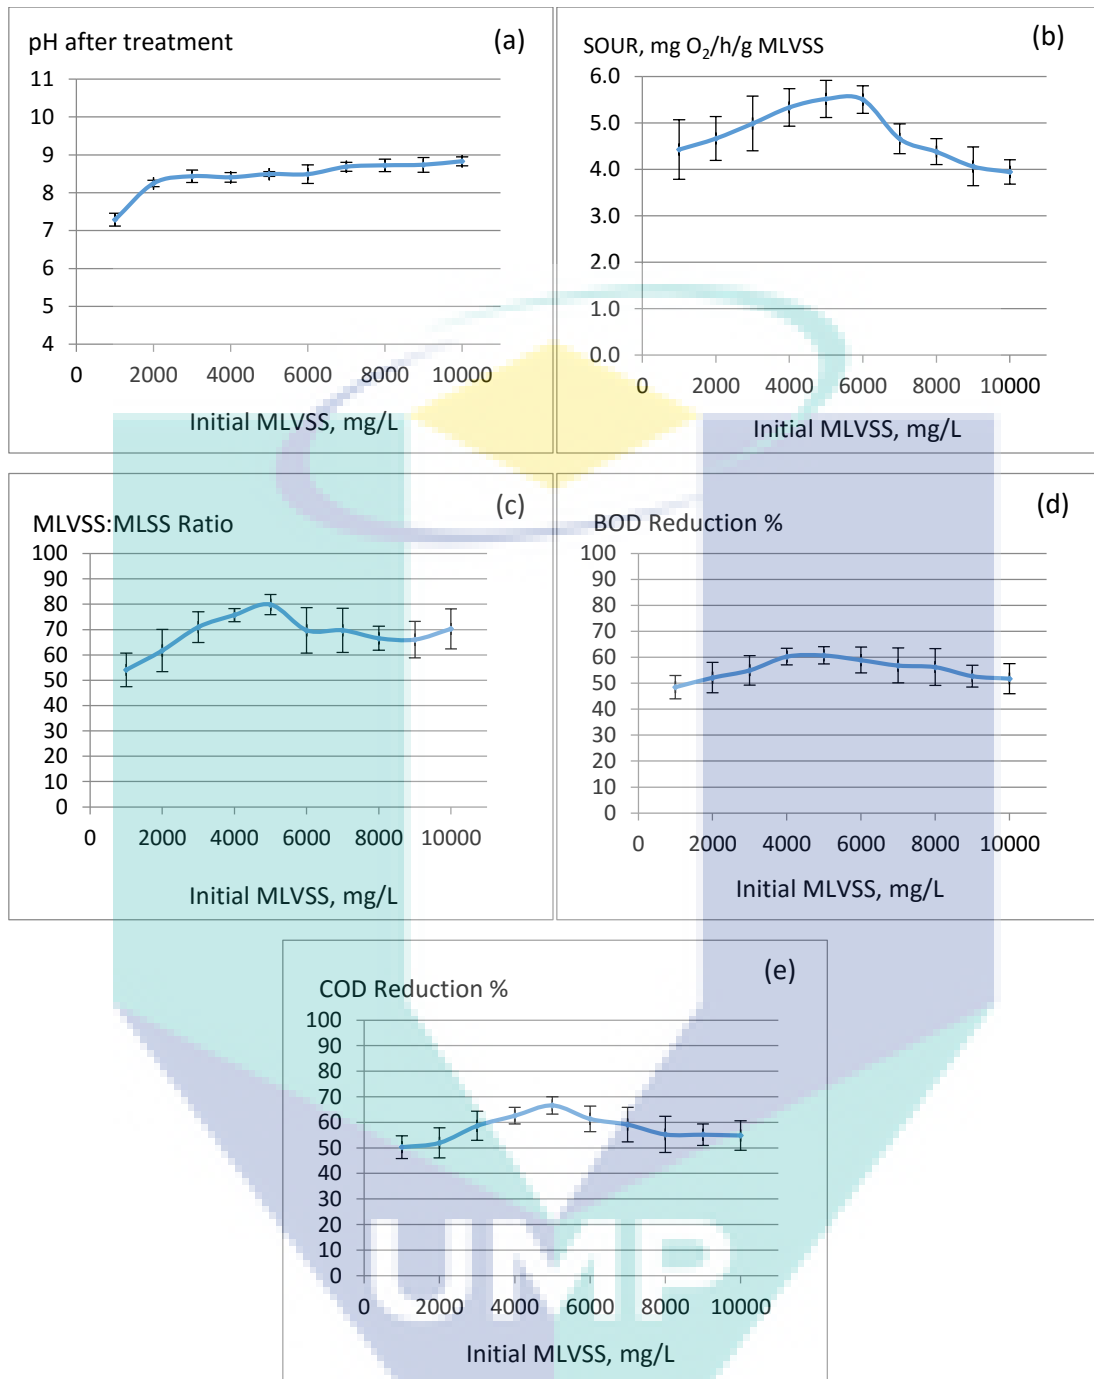 pH after treatment
(a)
11
10
9
8
7
6
5
4
0 2000 4000 6000 8000 10000
Initial MLVSS, mg/L
SOUR, mg O₂/h/g MLVSS
(b)
6.0
5.0
4.0
3.0
2.0
1.0
0.0
0 2000 4000 6000 8000 10000
Initial MLVSS, mg/L
MLVSS:MLSS Ratio
(c)
100
90
80
70
60
50
40
30
20
10
0
0 2000 4000 6000 8000 10000
Initial MLVSS, mg/L
BOD Reduction %
(d)
100
90
80
70
60
50
40
30
20
10
0
0 2000 4000 6000 8000 10000
Initial MLVSS, mg/L
COD Reduction %
(e)
100
90
80
70
60
50
40
30
20
10
0
0 2000 4000 6000 8000 10000
Initial MLVSS, mg/L
UMP